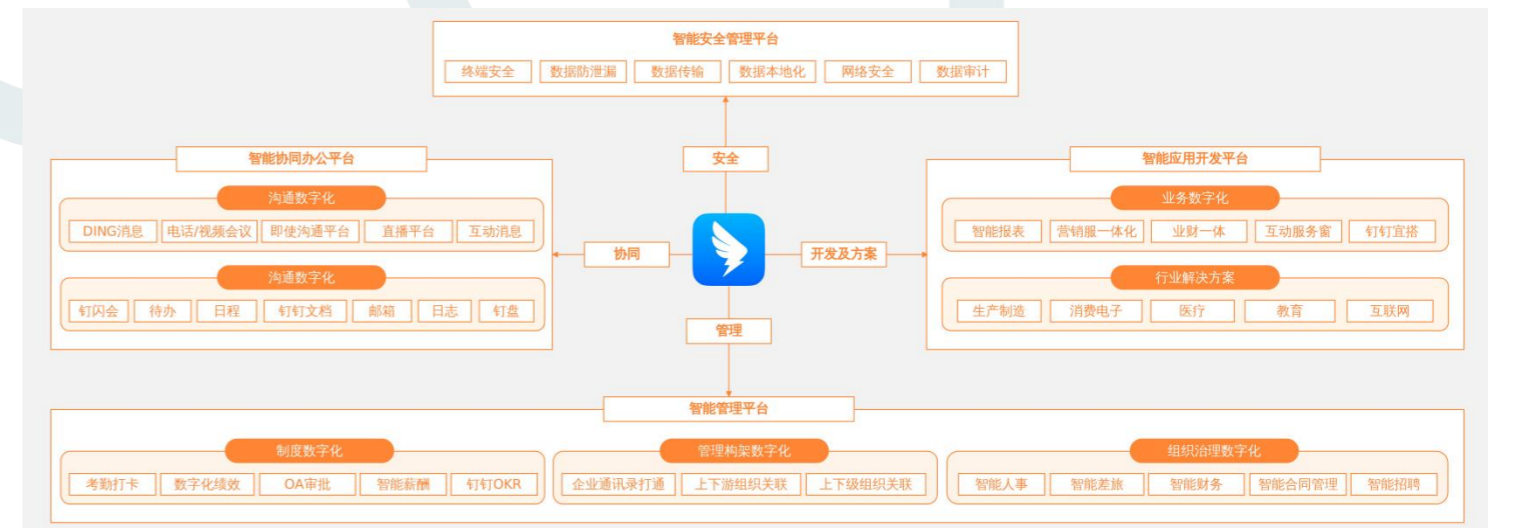 智能安全管理平台
终端安全 数据防泄漏 数据传输 数据本地化 网络安全 数据审计
安全
智能协同办公平台
沟通数字化
DING消息 电话/视频会议 即使沟通平台 直播平台 互动消息
沟通数字化
钉闪会 待办 日程 钉钉文档 邮箱 日志 钉盘
协同
开发及方案
智能应用开发平台
业务数字化
智能报表 营销服一体化 业财一体 互动服务窗 钉钉宜搭
行业解决方案
生产制造 消费电子 医疗 教育 互联网
管理
智能管理平台
制度数字化
考勤打卡 数字化绩效 OA审批 智能薪酬 钉钉OKR
管理构架数字化
企业通讯录打通 上下游组织关联 上下级组织关联
组织治理数字化
智能人事 智能差旅 智能财务 智能合同管理 智能招聘